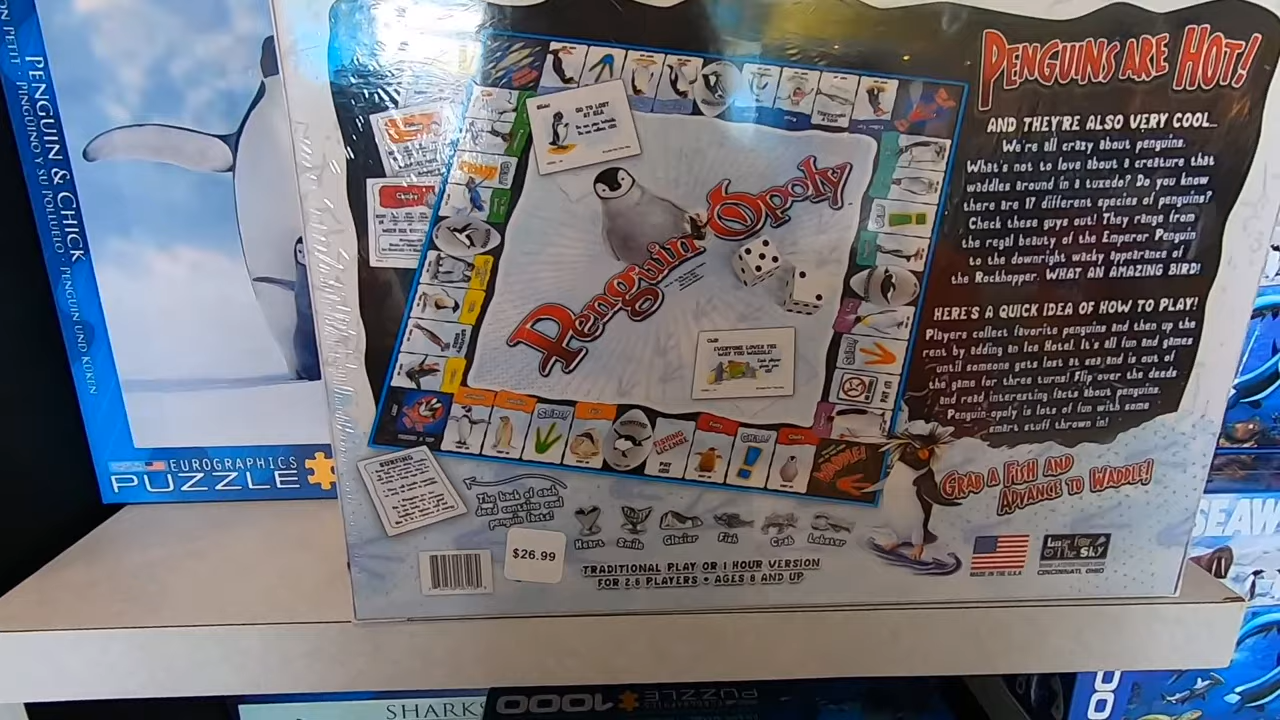 PENGUIN & CHICK
PINGÜINO Y SU POLLUELO · PENGUIN UND KÜKEN
EUROGRAPHICS
PUZZLE
PENGUINS ARE HOT!
AND THEY'RE ALSO VERY COOL...
We're all crazy about penguins.
What's not to love about a creature that
waddles around in a tuxedo? Do you know
there are 17 different species of penguins?
Check these guys out! They range from
the regal beauty of the Emperor Penguin
to the downright wacky appearance of
the Rockhopper. WHAT AN AMAZING BIRD!
HERE'S A QUICK IDEA OF HOW TO PLAY!
Players collect favorite penguins and then up the
rent by adding an Ice Hotel. It's all fun and games
until someone gets lost at sea and is out of
the game for three turns! Flip over the deeds
and read interesting facts about penguins.
Penguin-opoly is lots of fun with some
smart stuff thrown in!
GRAB A FISH AND
ADVANCE TO WADDLE!
GO TO LOST
AT SEA
Penguin-Opoly
EVERYONE LOVES THE
WAY YOU WADDLE!
SLIDE!
FISHING
LICENSE
PAY
CHILL!
WADDLE!
The back of each
deed contains cool
penguin facts!
Heart
Smile
Glacier
Fish
Crab
Lobster
$26.99
TRADITIONAL PLAY OR 1 HOUR VERSION
FOR 2-6 PLAYERS • AGES 8 AND UP
MADE IN THE U.S.A.
Late For
The Sky
CINCINNATI, OHIO
SEAW
SHARKS
1000
PUZZLE